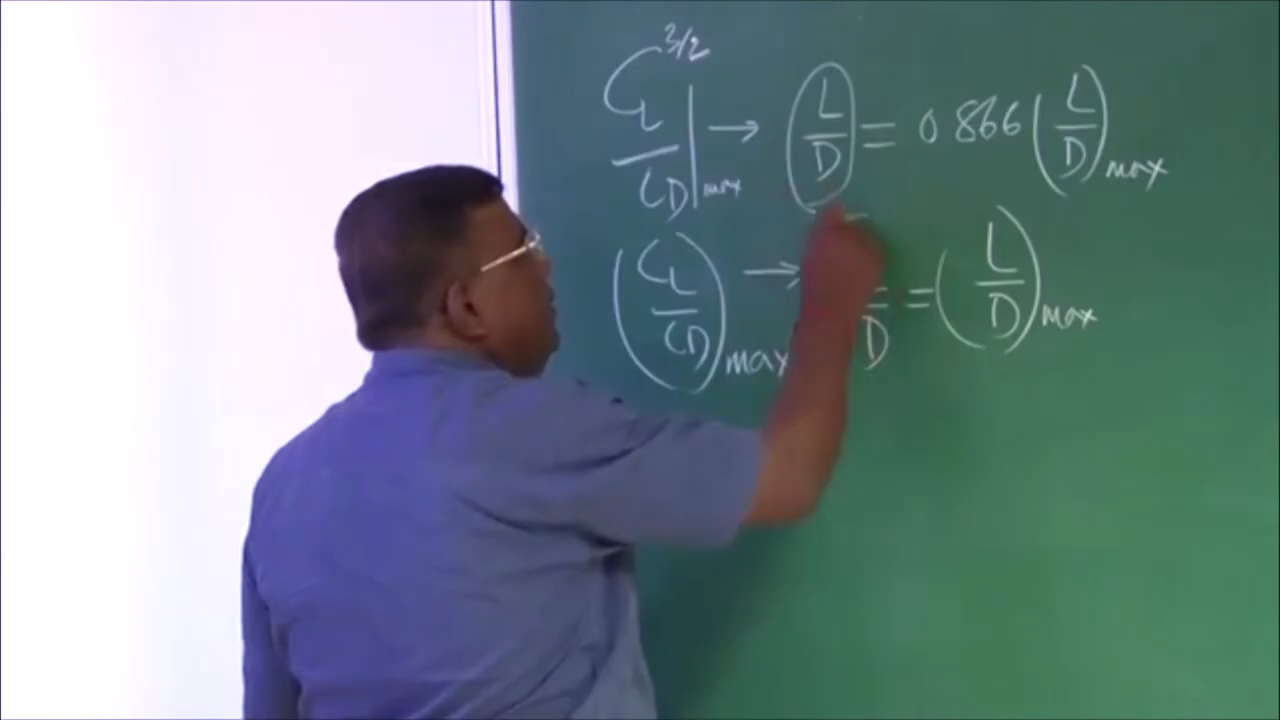 C_L^{3/2}/C_D|max → (L/D) = 0.866 (L/D)max
(C_L/C_D)max → /D = (L/D)max